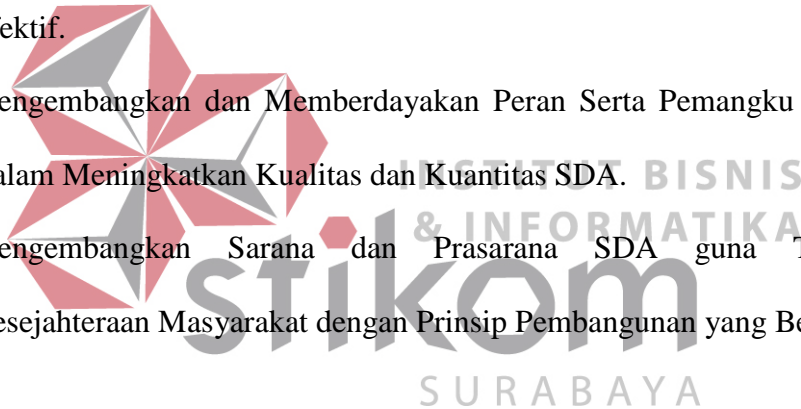 fektif.
engembangkan dan Memberdayakan Peran Serta Pemangku
alam Meningkatkan Kualitas dan Kuantitas SDA.
INSTITUT BISNIS
& INFORMATIKA
engembangkan Sarana dan Prasarana SDA guna T
stikom
esejahteraan Masyarakat dengan Prinsip Pembangunan yang Be
SURABAYA